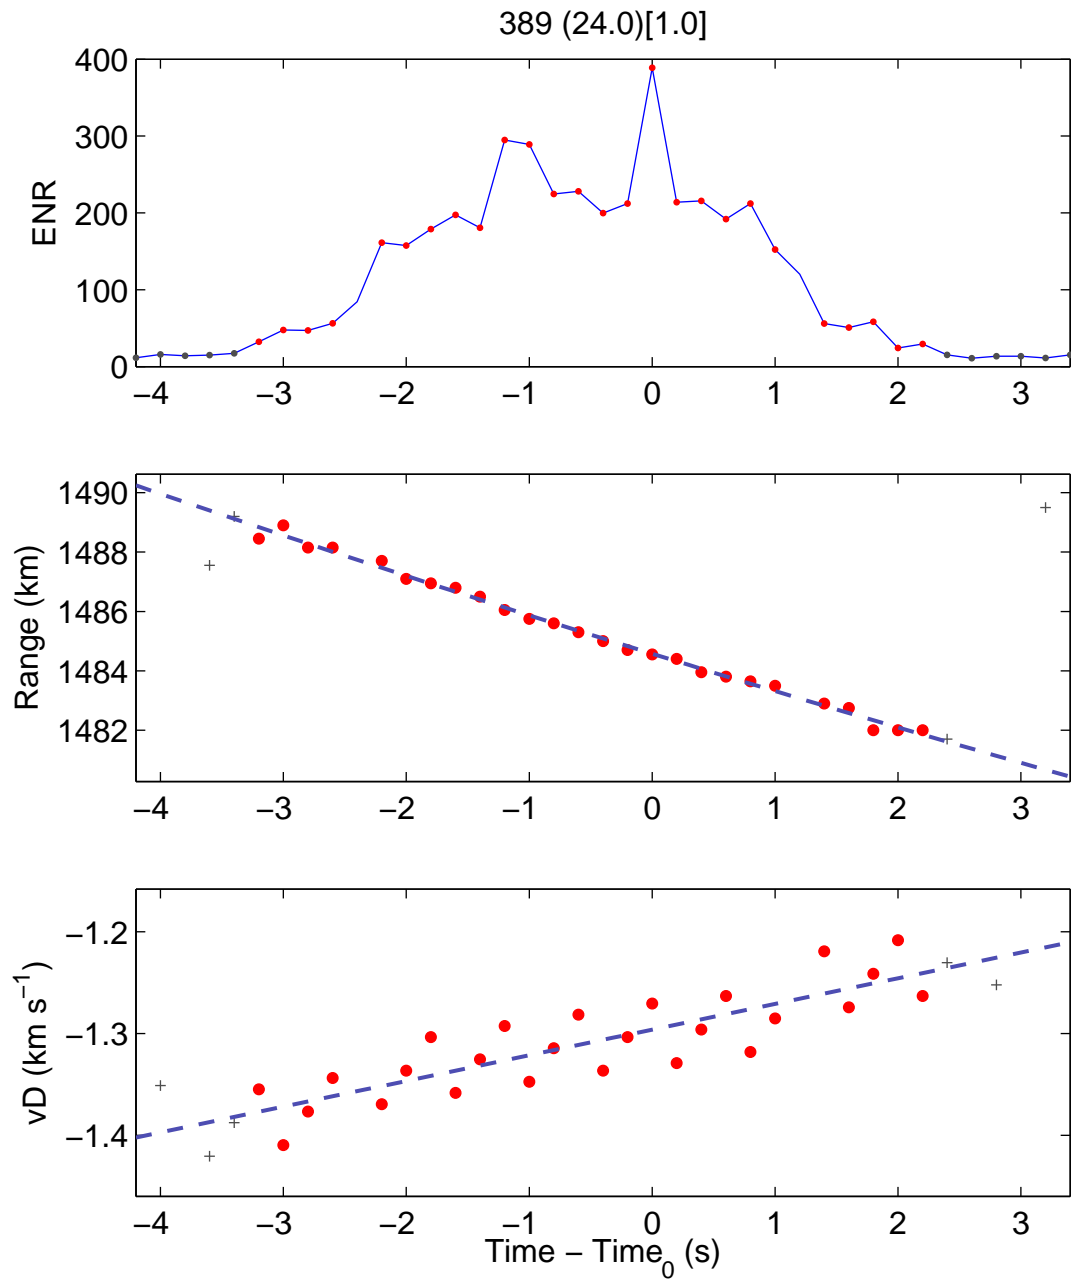 389 (24.0)[1.0]
400
300
200
100
0
ENR
−4 −3 −2 −1 0 1 2 3
1490
1488
1486
1484
1482
Range (km)
−4 −3 −2 −1 0 1 2 3
−1.2
−1.3
−1.4
vD (km s⁻¹)
−4 −3 −2 −1 0 1 2 3
Time − Time₀ (s)